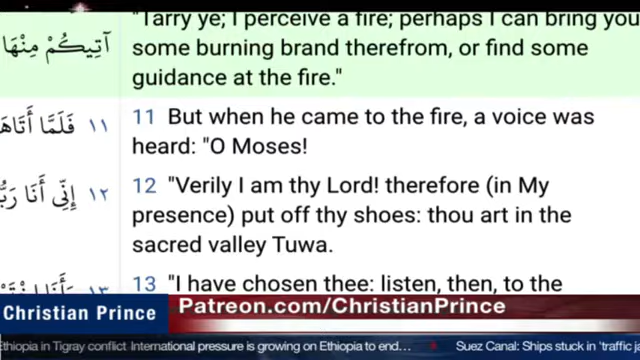 "Tarry ye; I perceive a fire; perhaps I can bring you
آتِيكُمْ مِنْهَا
some burning brand therefrom, or find some
guidance at the fire."
١١ فَلَمَّا أَتَاهَا
11 But when he came to the fire, a voice was
heard: "O Moses!
١٢ إِنِّي أَنَا رَبُّ
12 "Verily I am thy Lord! therefore (in My
presence) put off thy shoes: thou art in the
sacred valley Tuwa.
١٣
13 "I have chosen thee: listen, then, to the
Christian Prince
Patreon.com/ChristianPrince
Ethiopia in Tigray conflict International pressure is growing on Ethiopia to end... Suez Canal: Ships stuck in 'traffic ja